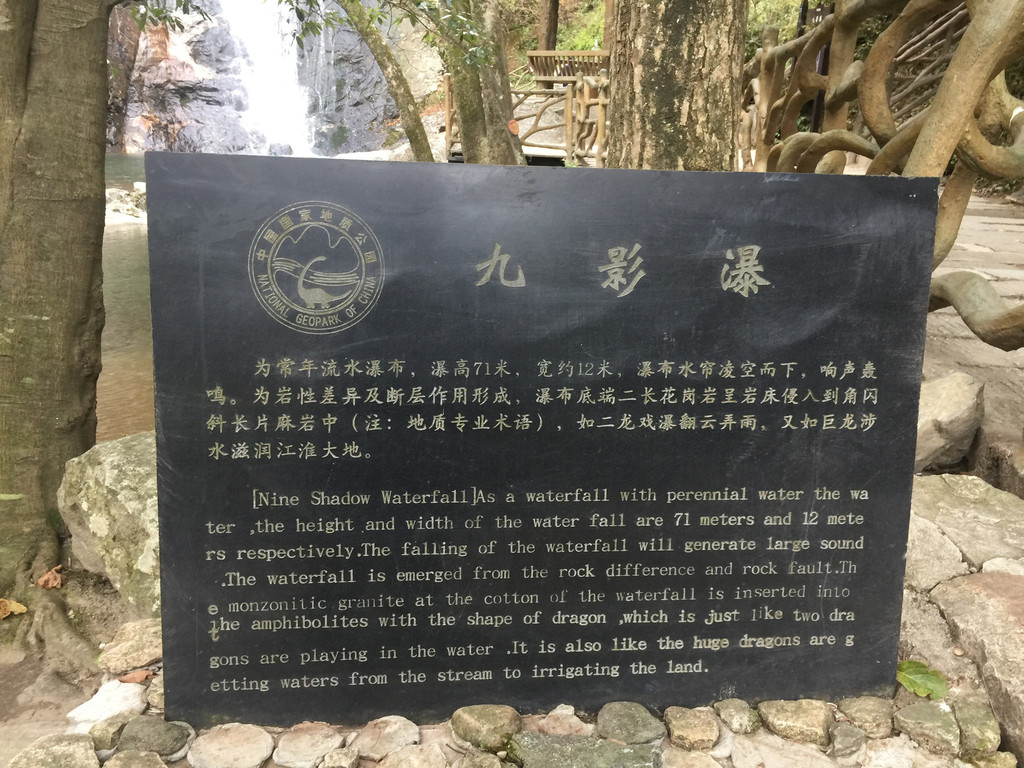 中国国家地质公园
NATIONAL GEOPARK OF CHINA
九影瀑
为常年流水瀑布，瀑高71米，宽约12米，瀑布水帘凌空而下，响声轰
鸣。为岩性差异及断层作用形成，瀑布底端二长花岗岩呈岩床侵入到角闪
斜长片麻岩中（注：地质专业术语），如二龙戏瀑翻云弄雨，又如巨龙涉
水滋润江淮大地。
[Nine Shadow Waterfall]As a waterfall with perennial water the wa
ter ,the height and width of the water fall are 71 meters and 12 mete
rs respectively.The falling of the waterfall will generate large sound
.The waterfall is emerged from the rock difference and rock fault.Th
e monzonitic granite at the cotton of the waterfall is inserted into
the amphibolites with the shape of dragon ,which is just like two dra
gons are playing in the water .It is also like the huge dragons are g
etting waters from the stream to irrigating the land.